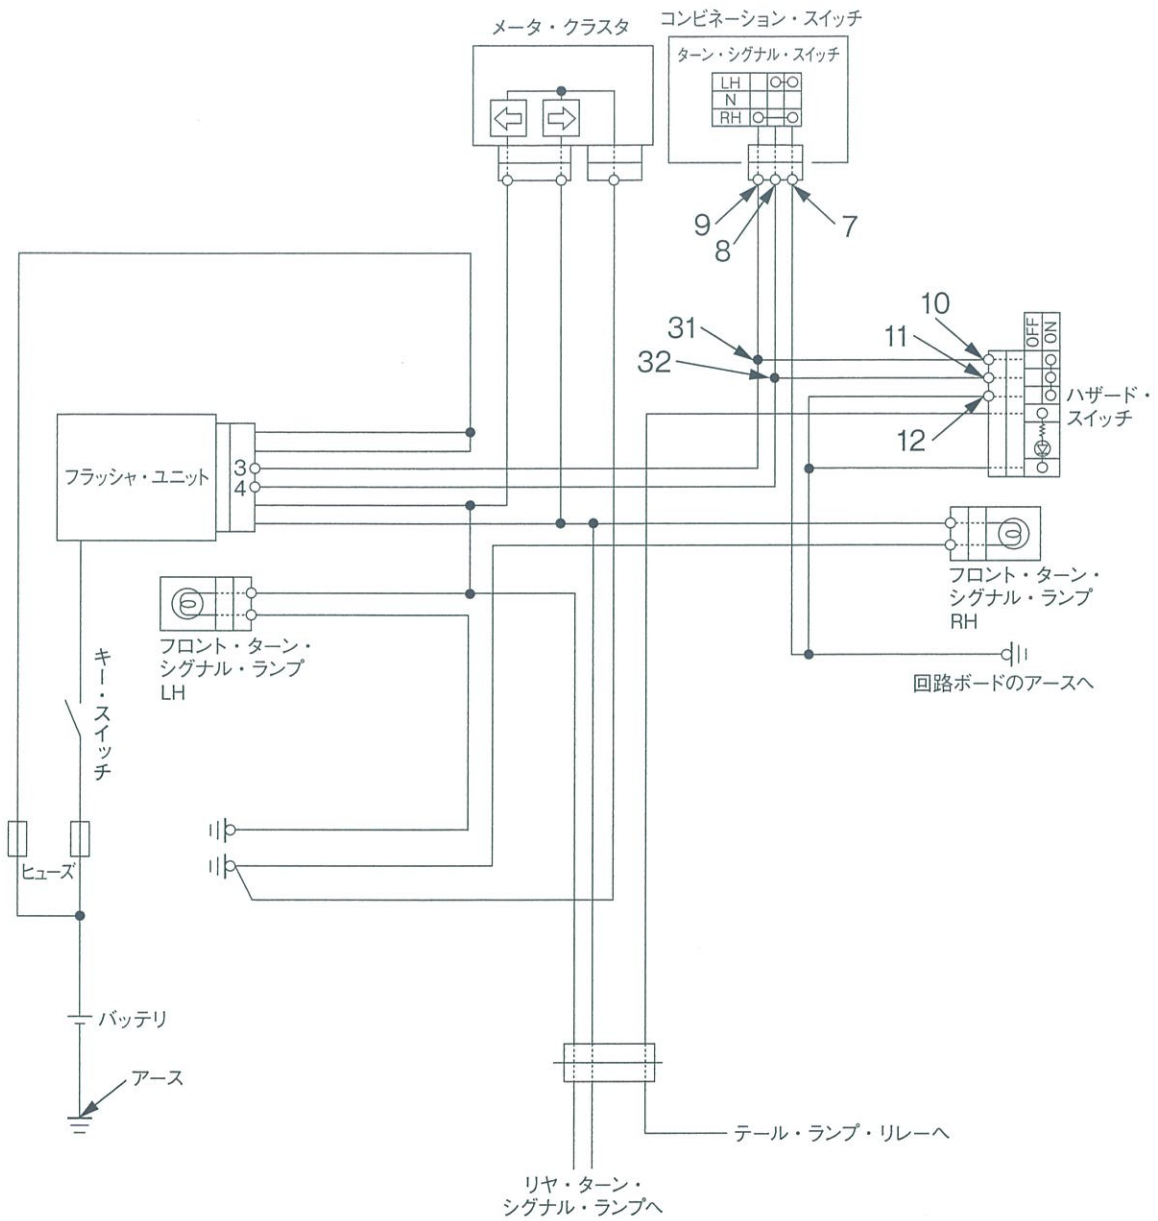 メータ・クラスタ
コンビネーション・スイッチ
ターン・シグナル・スイッチ
LH
N
RH
9
8
7
10
11
12
31
32
OFF
ON
ハザード・
スイッチ
フラッシャ・ユニット
3
4
フロント・ターン・
シグナル・ランプ
RH
フロント・ターン・
シグナル・ランプ
LH
回路ボードのアースへ
キー・スイッチ
ヒューズ
バッテリ
アース
テール・ランプ・リレーへ
リヤ・ターン・
シグナル・ランプへ